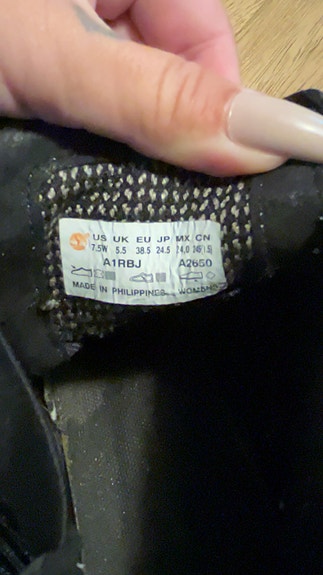 US UK EU JP MX CN
7.5W 5.5 38.5 24.5 24.0
A1RBJ A2650
MADE IN PHILIPPINES WOMENS